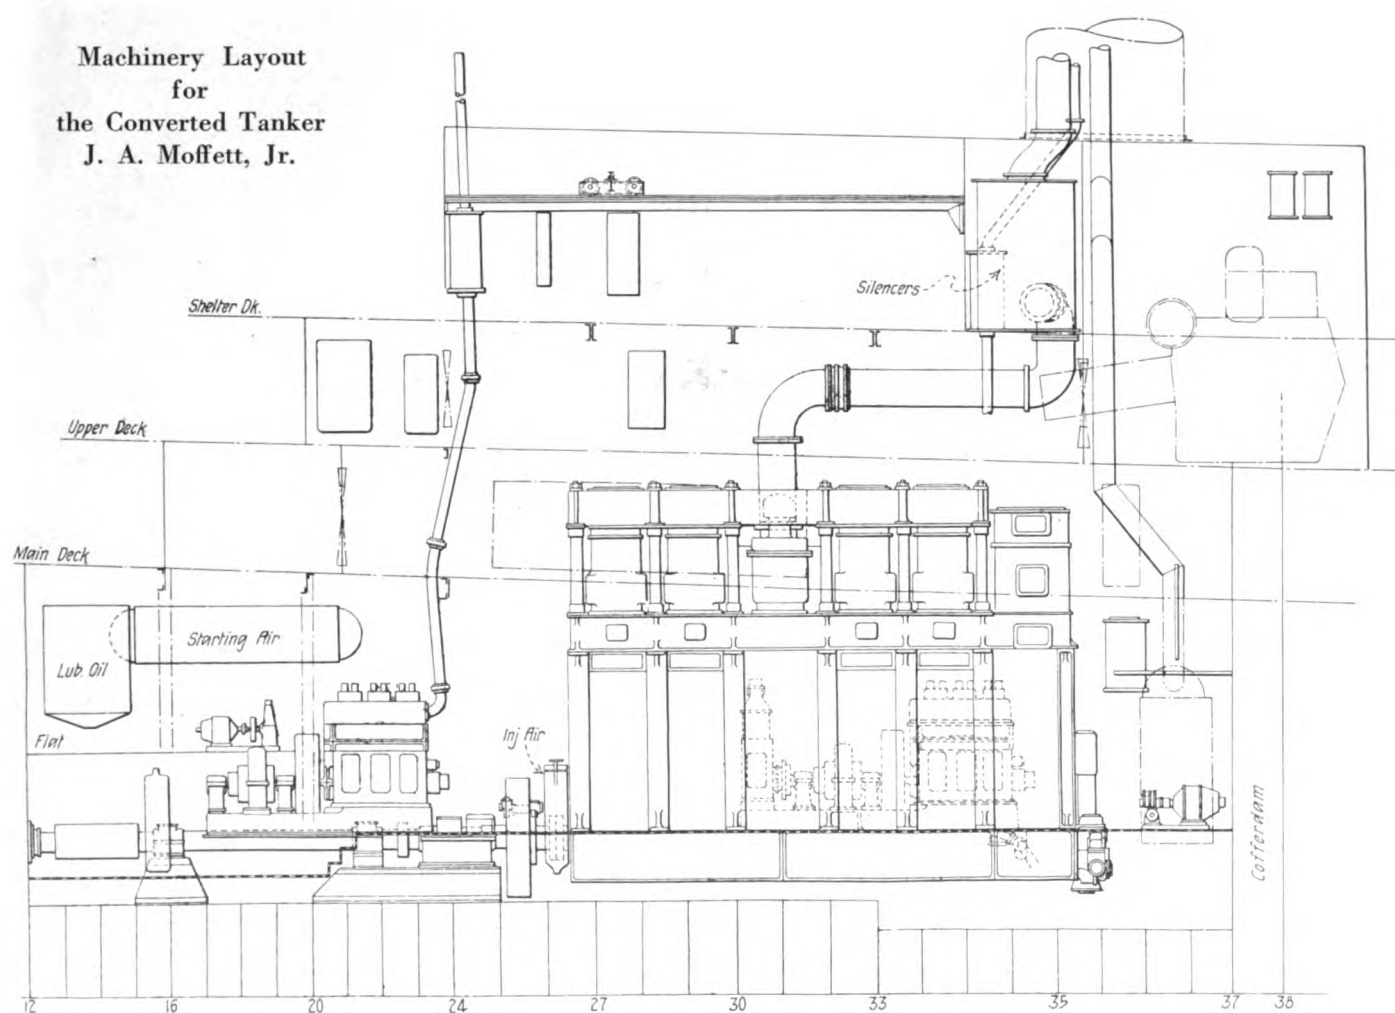 Machinery Layout
for
the Converted Tanker
J. A. Moffett, Jr.
Silencers
Shelter Dk.
Upper Deck
Main Deck
Starting Air
Lub. Oil
Flat
Inj Air
Cofferdam
12 16 20 24 27 30 33 35 37 38